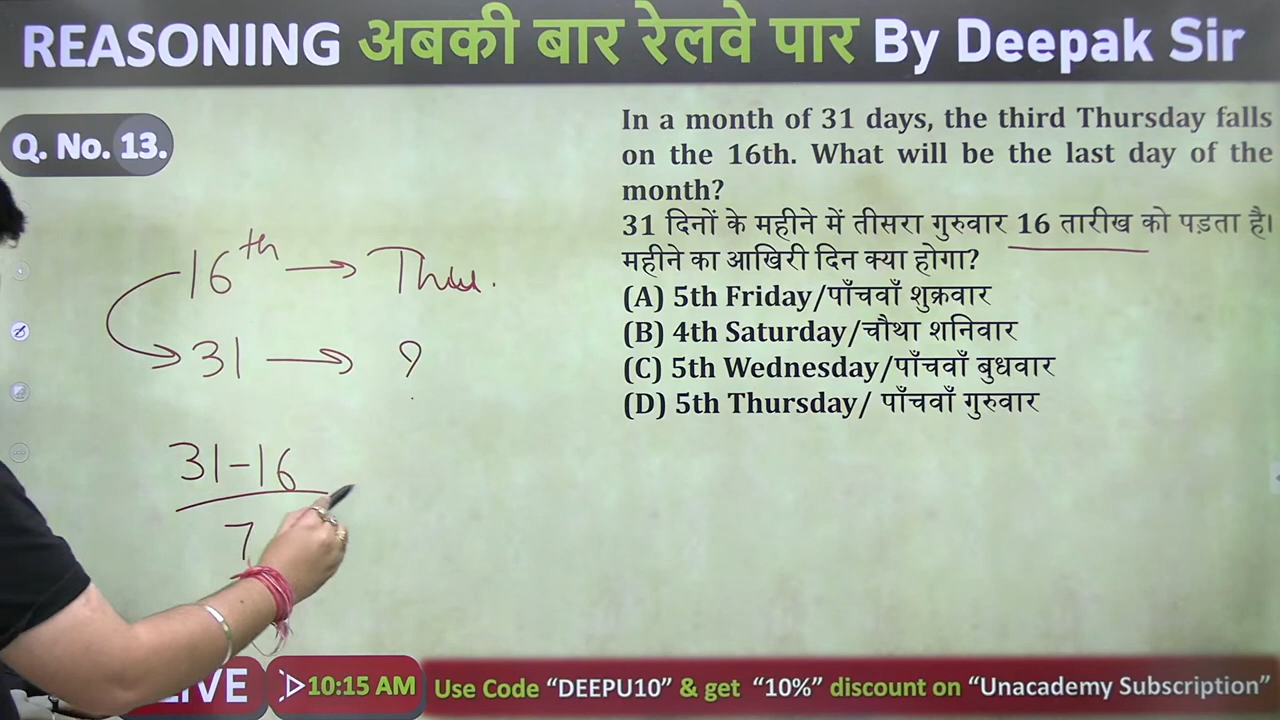 REASONING अबकी बार रेलवे पार By Deepak Sir
Q. No. 13.
In a month of 31 days, the third Thursday falls
on the 16th. What will be the last day of the
month?
31 दिनों के महीने में तीसरा गुरुवार 16 तारीख को पड़ता है।
महीने का आखिरी दिन क्या होगा?
(A) 5th Friday/पाँचवाँ शुक्रवार
(B) 4th Saturday/चौथा शनिवार
(C) 5th Wednesday/पाँचवाँ बुधवार
(D) 5th Thursday/ पाँचवाँ गुरुवार
16th → Thu.
31 → ?
31-16
7
LIVE
10:15 AM
Use Code “DEEPU10” & get “10%” discount on “Unacademy Subscription”